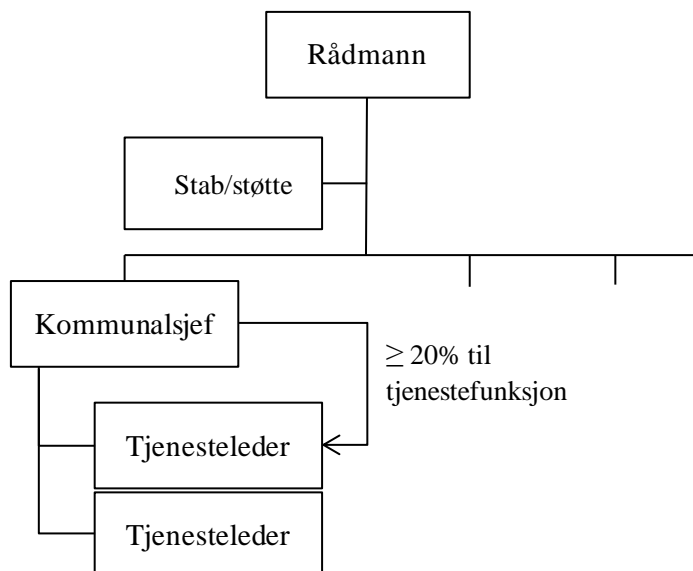 Rådmann
Stab/støtte
Kommunalsjef
≥ 20% til
tjenestefunksjon
Tjenesteleder
Tjenesteleder